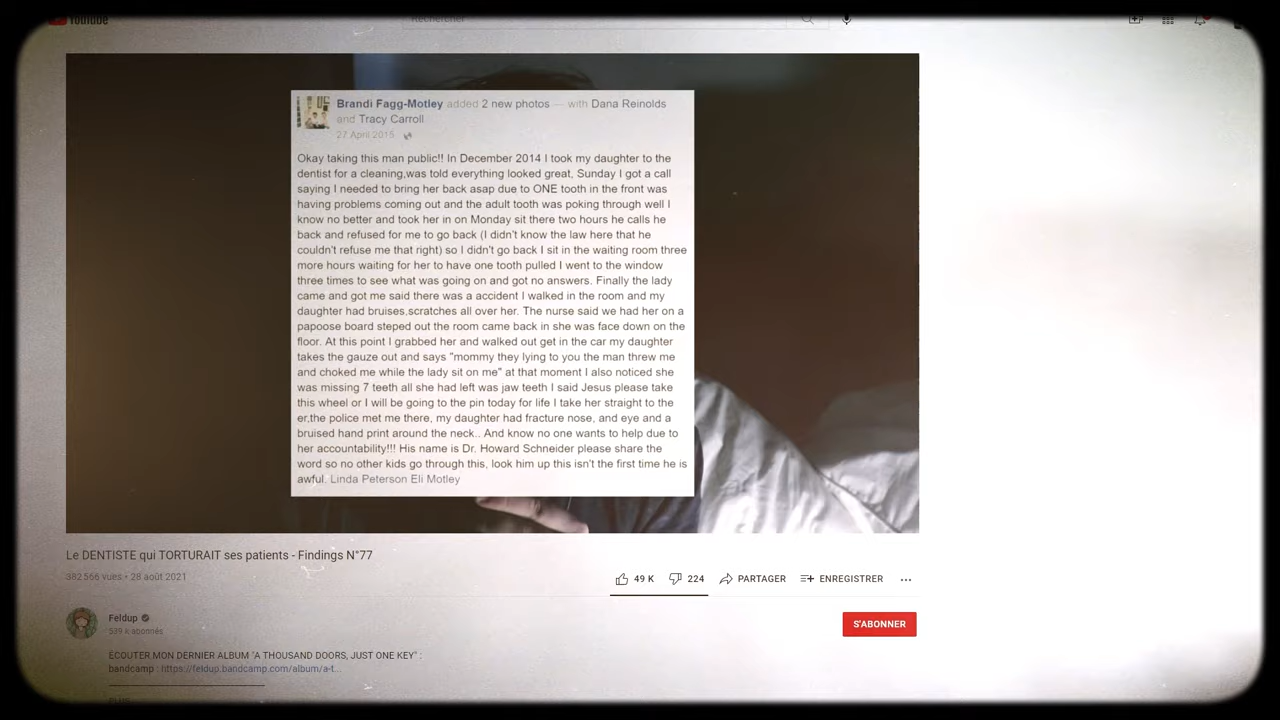 YouTube
Rechercher
Brandi Fagg-Motley added 2 new photos — with Dana Reinolds
and Tracy Carroll
27 April 2015
Okay taking this man public!! In December 2014 I took my daughter to the
dentist for a cleaning,was told everything looked great, Sunday I got a call
saying I needed to bring her back asap due to ONE tooth in the front was
having problems coming out and the adult tooth was poking through well I
know no better and took her in on Monday sit there two hours he calls he
back and refused for me to go back (I didn't know the law here that he
couldn't refuse me that right) so I didn't go back I sit in the waiting room three
more hours waiting for her to have one tooth pulled I went to the window
three times to see what was going on and got no answers. Finally the lady
came and got me said there was a accident I walked in the room and my
daughter had bruises,scratches all over her. The nurse said we had her on a
papoose board steped out the room came back in she was face down on the
floor. At this point I grabbed her and walked out get in the car my daughter
takes the gauze out and says "mommy they lying to you the man threw me
and choked me while the lady sit on me" at that moment I also noticed she
was missing 7 teeth all she had left was jaw teeth I said Jesus please take
this wheel or I will be going to the pin today for life I take her straight to the
er,the police met me there, my daughter had fracture nose, and eye and a
bruised hand print around the neck.. And know no one wants to help due to
her accountability!!! His name is Dr. Howard Schneider please share the
word so no other kids go through this, look him up this isn't the first time he is
awful. Linda Peterson Eli Motley
Le DENTISTE qui TORTURAIT ses patients - Findings N°77
382 566 vues • 28 août 2021
49 K
224
PARTAGER
ENREGISTRER
Feldup
539 k abonnés
S'ABONNER
ECOUTER MON DERNIER ALBUM "A THOUSAND DOORS, JUST ONE KEY" :
bandcamp : https://feldup.bandcamp.com/album/a-t...
PLUS